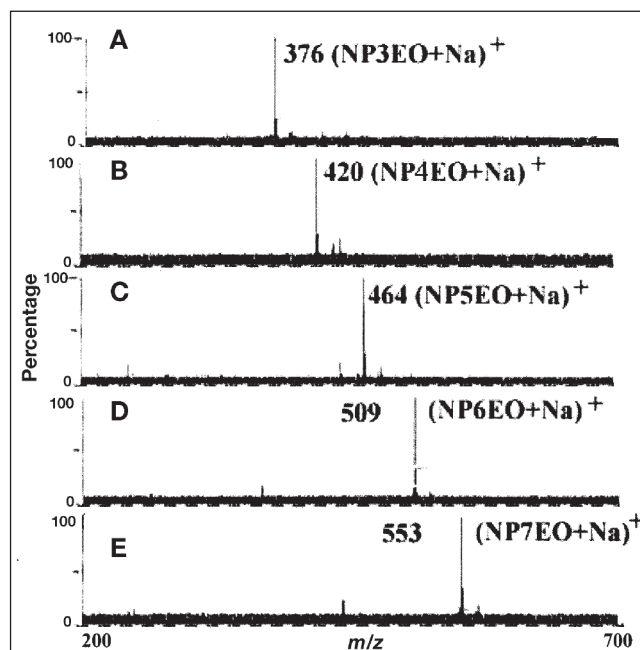 A
100
376 (NP3EO+Na)+
0
B
100
420 (NP4EO+Na)+
0
C
100
464 (NP5EO+Na)+
0
Percentage
D
100
509 (NP6EO+Na)+
0
E
100
553 (NP7EO+Na)+
0
200 m/z 700